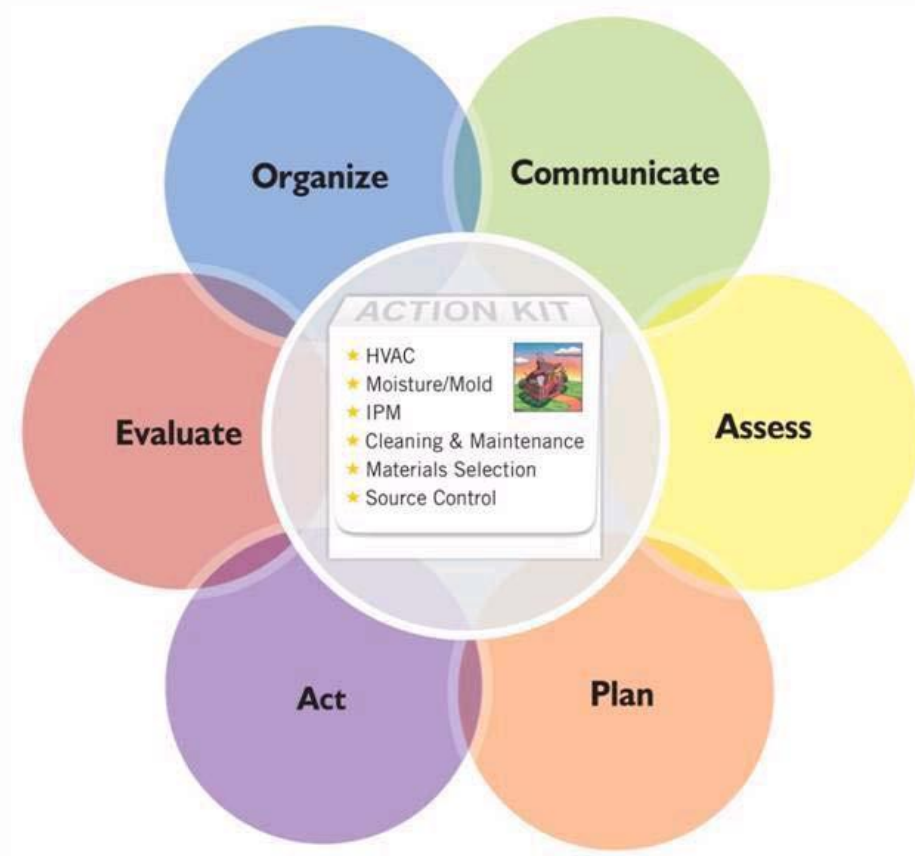 Organize
Communicate
ACTION KIT
HVAC
Moisture/Mold
IPM
Cleaning & Maintenance
Materials Selection
Source Control
Evaluate
Assess
Act
Plan